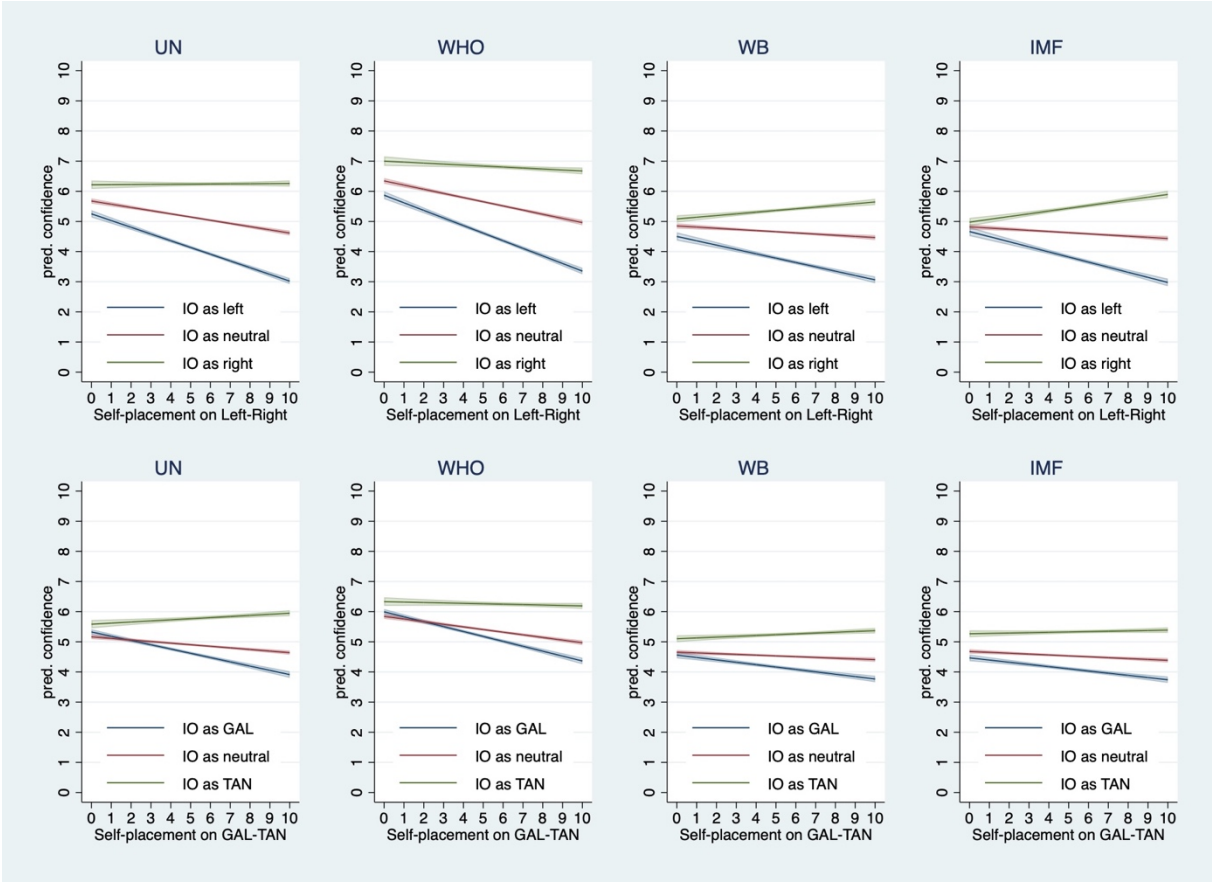 UN
WHO
WB
IMF
pred. confidence
0 1 2 3 4 5 6 7 8 9 10
IO as left
IO as neutral
IO as right
0 1 2 3 4 5 6 7 8 9 10
Self-placement on Left-Right
pred. confidence
0 1 2 3 4 5 6 7 8 9 10
IO as left
IO as neutral
IO as right
0 1 2 3 4 5 6 7 8 9 10
Self-placement on Left-Right
pred. confidence
0 1 2 3 4 5 6 7 8 9 10
IO as left
IO as neutral
IO as right
0 1 2 3 4 5 6 7 8 9 10
Self-placement on Left-Right
pred. confidence
0 1 2 3 4 5 6 7 8 9 10
IO as left
IO as neutral
IO as right
0 1 2 3 4 5 6 7 8 9 10
Self-placement on Left-Right
UN
WHO
WB
IMF
pred. confidence
0 1 2 3 4 5 6 7 8 9 10
IO as GAL
IO as neutral
IO as TAN
0 1 2 3 4 5 6 7 8 9 10
Self-placement on GAL-TAN
pred. confidence
0 1 2 3 4 5 6 7 8 9 10
IO as GAL
IO as neutral
IO as TAN
0 1 2 3 4 5 6 7 8 9 10
Self-placement on GAL-TAN
pred. confidence
0 1 2 3 4 5 6 7 8 9 10
IO as GAL
IO as neutral
IO as TAN
0 1 2 3 4 5 6 7 8 9 10
Self-placement on GAL-TAN
pred. confidence
0 1 2 3 4 5 6 7 8 9 10
IO as GAL
IO as neutral
IO as TAN
0 1 2 3 4 5 6 7 8 9 10
Self-placement on GAL-TAN